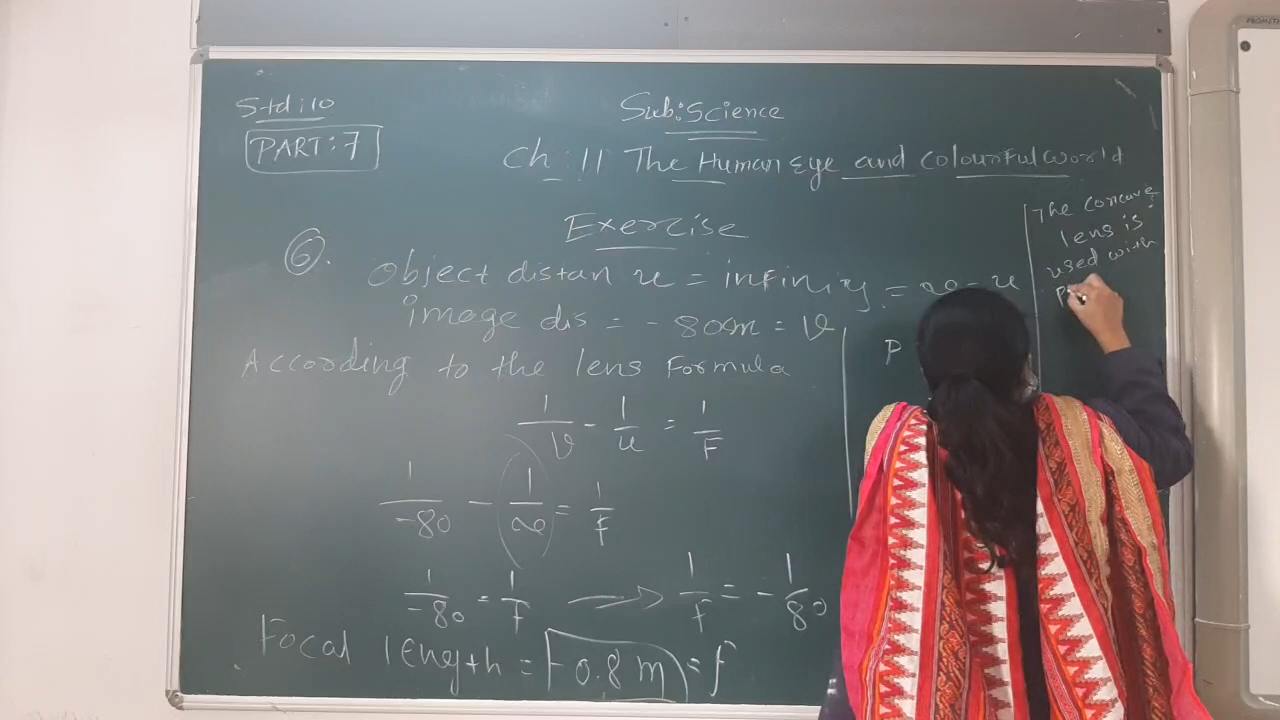 Std:10
PART:7
Sub:Science
Ch:11 The Human Eye and Colourful World
Exercise
6.
Object distan u = infinity = ∞ = u
image dis = -80cm = v
According to the lens Formula
1/v - 1/u = 1/F
1/-80 - 1/∞ = 1/F
1/-80 = 1/F → 1/f = - 1/80
Focal length = -0.8 m = f
P
The concave
lens is
used with
PROMETH